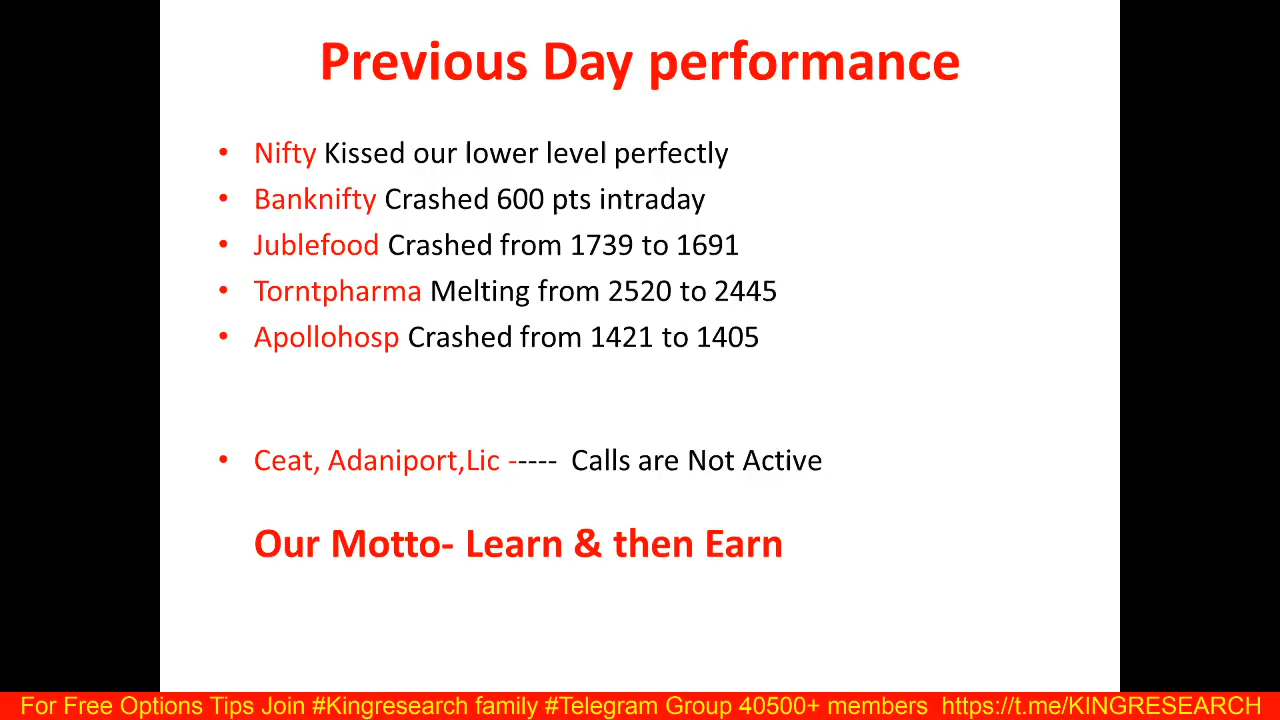 Previous Day performance
• Nifty Kissed our lower level perfectly
• Banknifty Crashed 600 pts intraday
• Jublefood Crashed from 1739 to 1691
• Torntpharma Melting from 2520 to 2445
• Apollohosp Crashed from 1421 to 1405
• Ceat, Adaniport,Lic ----- Calls are Not Active
Our Motto- Learn & then Earn
For Free Options Tips Join #Kingresearch family #Telegram Group 40500+ members https://t.me/KINGRESEARCH